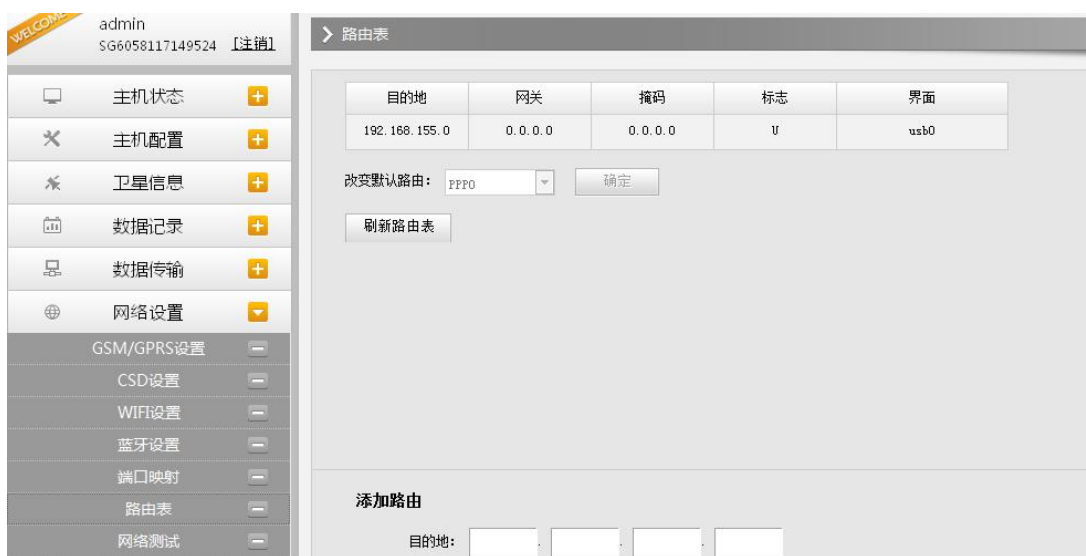 WELCOME
admin
SG6058117149524 [注销]
主机状态
主机配置
卫星信息
数据记录
数据传输
网络设置
GSM/GPRS设置
CSD设置
WIFI设置
蓝牙设置
端口映射
路由表
网络测试
路由表
目的地 网关 掩码 标志 界面
192.168.155.0 0.0.0.0 0.0.0.0 U usb0
改变默认路由： PPP0 确定
刷新路由表
添加路由
目的地： . . .